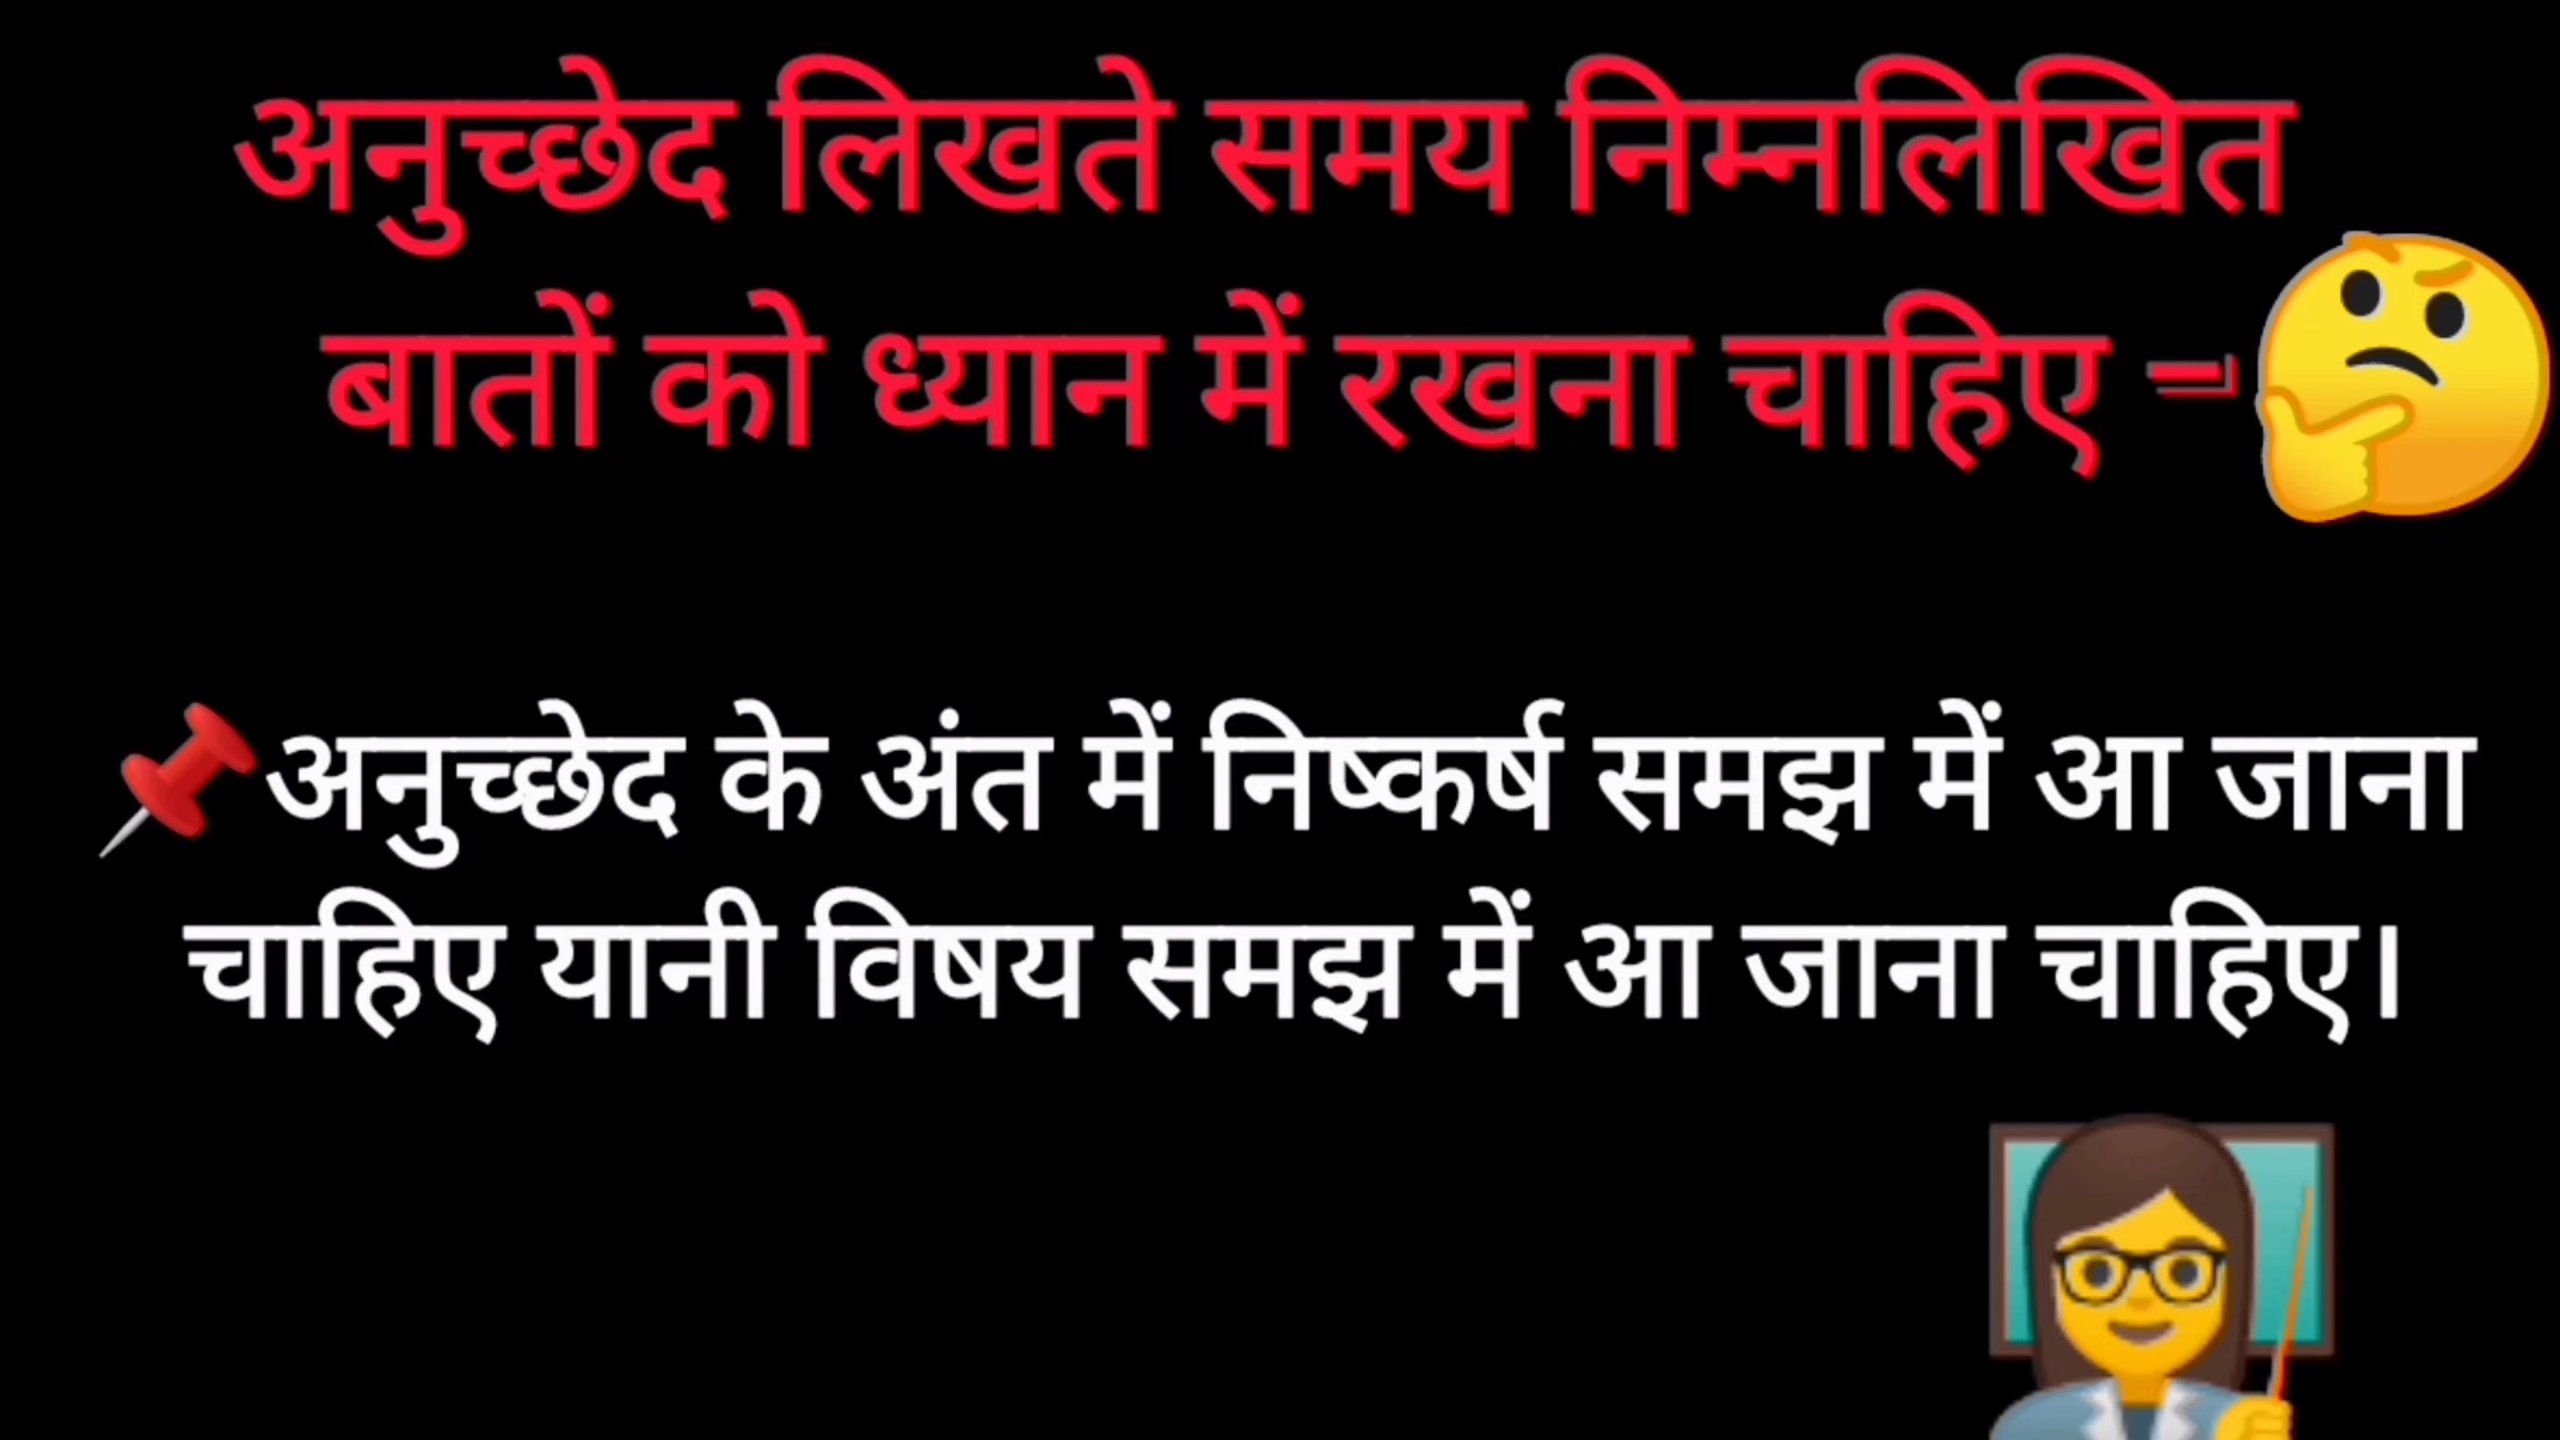 अनुच्छेद लिखते समय निम्नलिखित
बातों को ध्यान में रखना चाहिए -
अनुच्छेद के अंत में निष्कर्ष समझ में आ जाना
चाहिए यानी विषय समझ में आ जाना चाहिए।